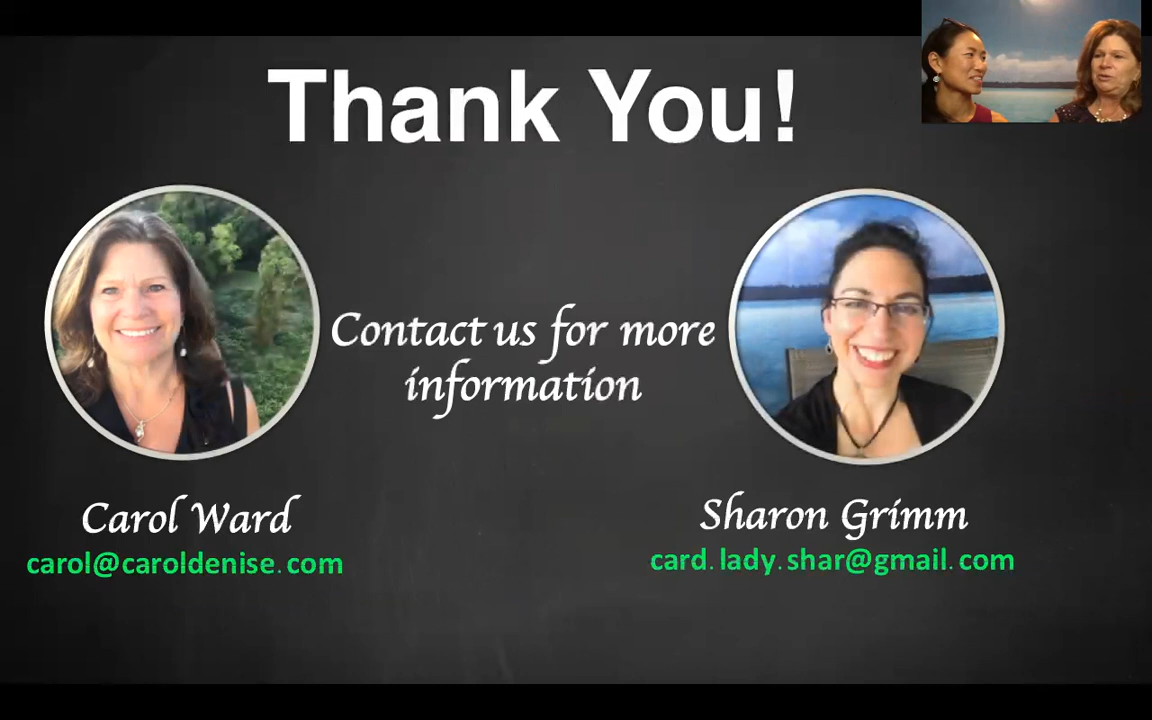 Thank You!
Contact us for more
information
Carol Ward
carol@caroldenise.com
Sharon Grimm
card.lady.shar@gmail.com